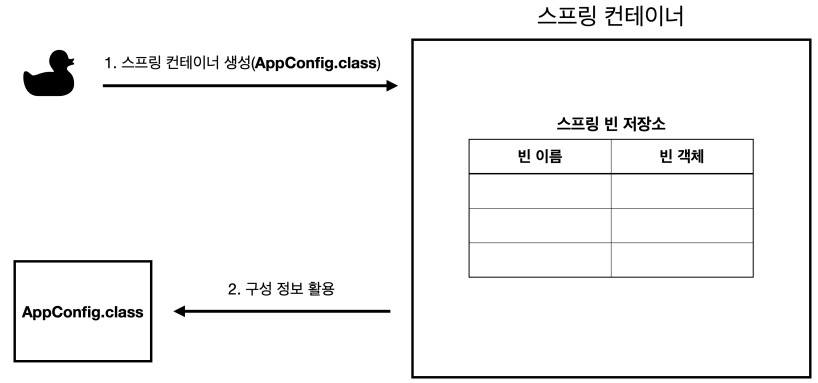 스프링 컨테이너
1. 스프링 컨테이너 생성(AppConfig.class)
스프링 빈 저장소
빈 이름
빈 객체
2. 구성 정보 활용
AppConfig.class